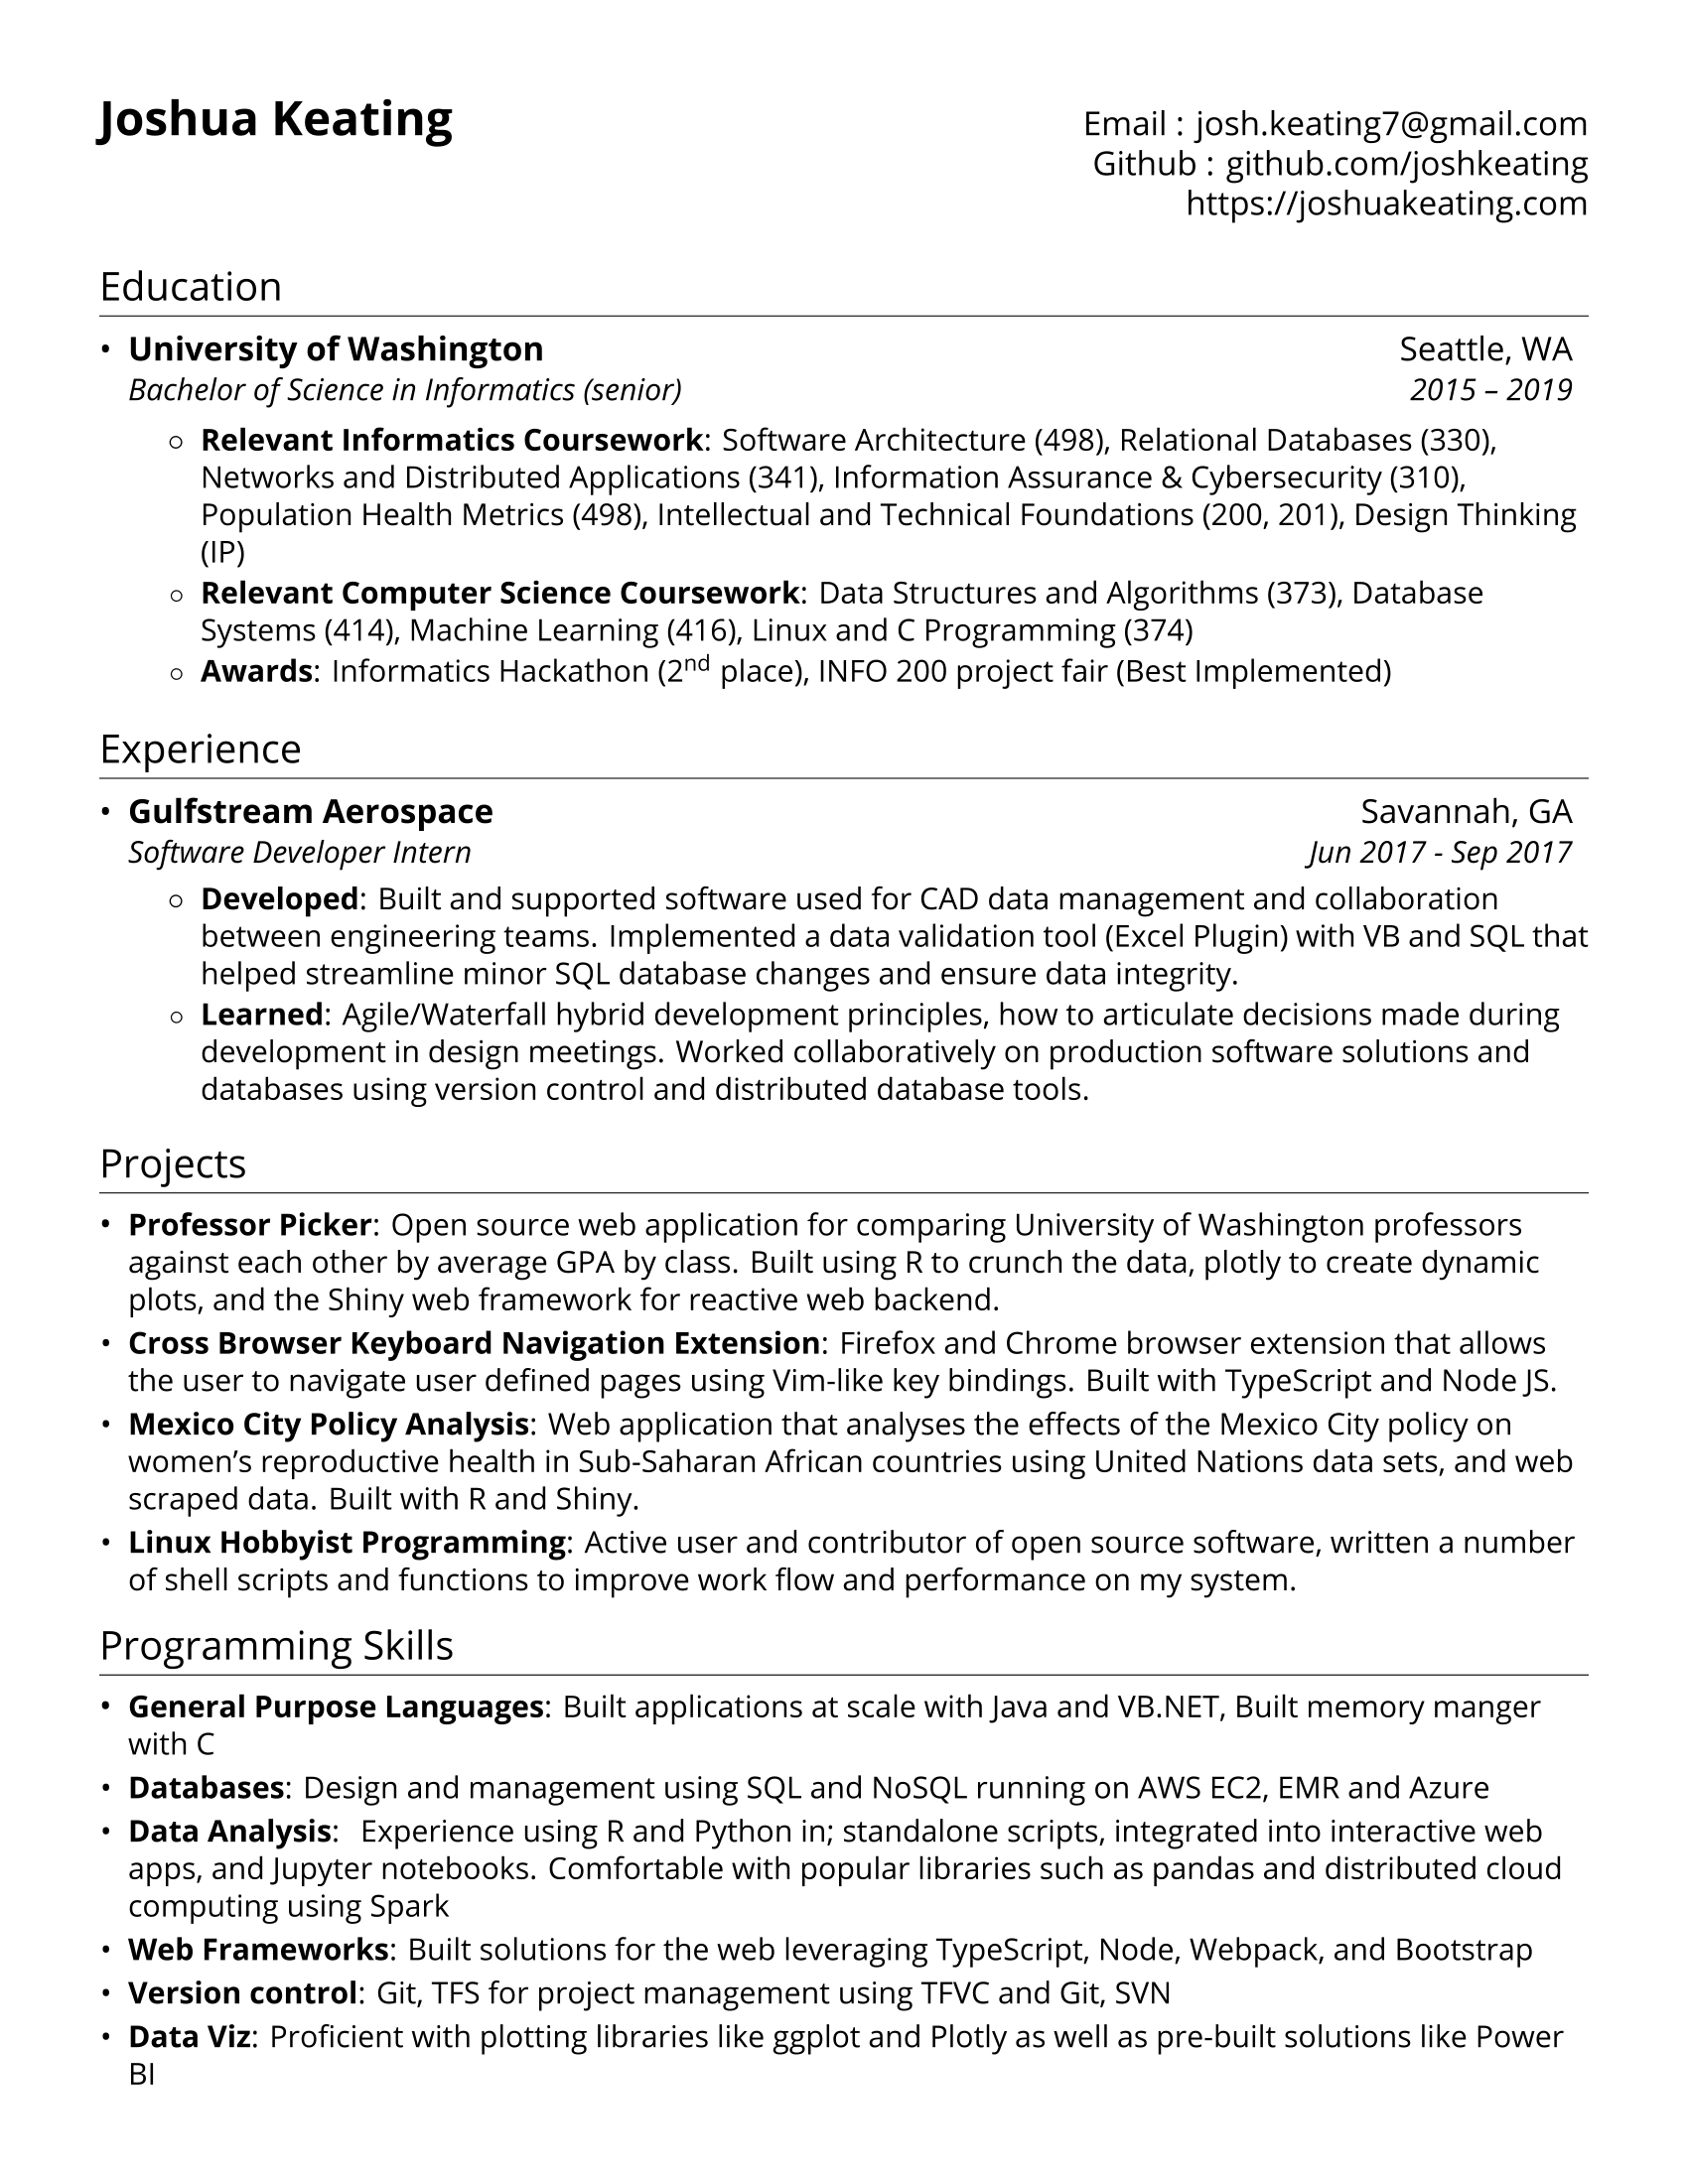 Joshua Keating
Email : josh.keating7@gmail.com
Github : github.com/joshkeating
https://joshuakeating.com
Education
• University of Washington Seattle, WA
Bachelor of Science in Informatics (senior) 2015 – 2019
○ Relevant Informatics Coursework: Software Architecture (498), Relational Databases (330),
Networks and Distributed Applications (341), Information Assurance & Cybersecurity (310),
Population Health Metrics (498), Intellectual and Technical Foundations (200, 201), Design Thinking
(IP)
○ Relevant Computer Science Coursework: Data Structures and Algorithms (373), Database
Systems (414), Machine Learning (416), Linux and C Programming (374)
○ Awards: Informatics Hackathon (2nd place), INFO 200 project fair (Best Implemented)
Experience
• Gulfstream Aerospace Savannah, GA
Software Developer Intern Jun 2017 - Sep 2017
○ Developed: Built and supported software used for CAD data management and collaboration
between engineering teams. Implemented a data validation tool (Excel Plugin) with VB and SQL that
helped streamline minor SQL database changes and ensure data integrity.
○ Learned: Agile/Waterfall hybrid development principles, how to articulate decisions made during
development in design meetings. Worked collaboratively on production software solutions and
databases using version control and distributed database tools.
Projects
• Professor Picker: Open source web application for comparing University of Washington professors
against each other by average GPA by class. Built using R to crunch the data, plotly to create dynamic
plots, and the Shiny web framework for reactive web backend.
• Cross Browser Keyboard Navigation Extension: Firefox and Chrome browser extension that allows
the user to navigate user defined pages using Vim-like key bindings. Built with TypeScript and Node JS.
• Mexico City Policy Analysis: Web application that analyses the effects of the Mexico City policy on
women’s reproductive health in Sub-Saharan African countries using United Nations data sets, and web
scraped data. Built with R and Shiny.
• Linux Hobbyist Programming: Active user and contributor of open source software, written a number
of shell scripts and functions to improve work flow and performance on my system.
Programming Skills
• General Purpose Languages: Built applications at scale with Java and VB.NET, Built memory manger
with C
• Databases: Design and management using SQL and NoSQL running on AWS EC2, EMR and Azure
• Data Analysis: Experience using R and Python in; standalone scripts, integrated into interactive web
apps, and Jupyter notebooks. Comfortable with popular libraries such as pandas and distributed cloud
computing using Spark
• Web Frameworks: Built solutions for the web leveraging TypeScript, Node, Webpack, and Bootstrap
• Version control: Git, TFS for project management using TFVC and Git, SVN
• Data Viz: Proficient with plotting libraries like ggplot and Plotly as well as pre-built solutions like Power
BI